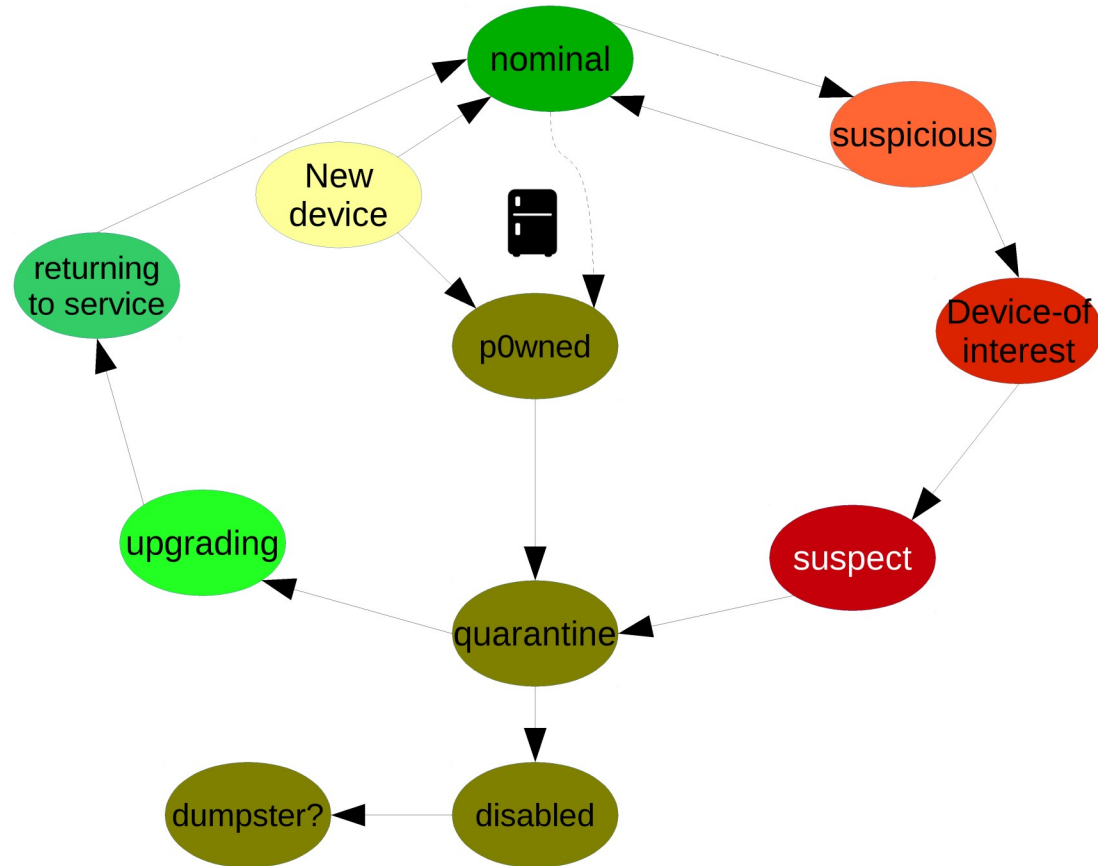 nominal
suspicious
New
device
returning
to service
Device-of
interest
p0wned
upgrading
suspect
quarantine
dumpster?
disabled